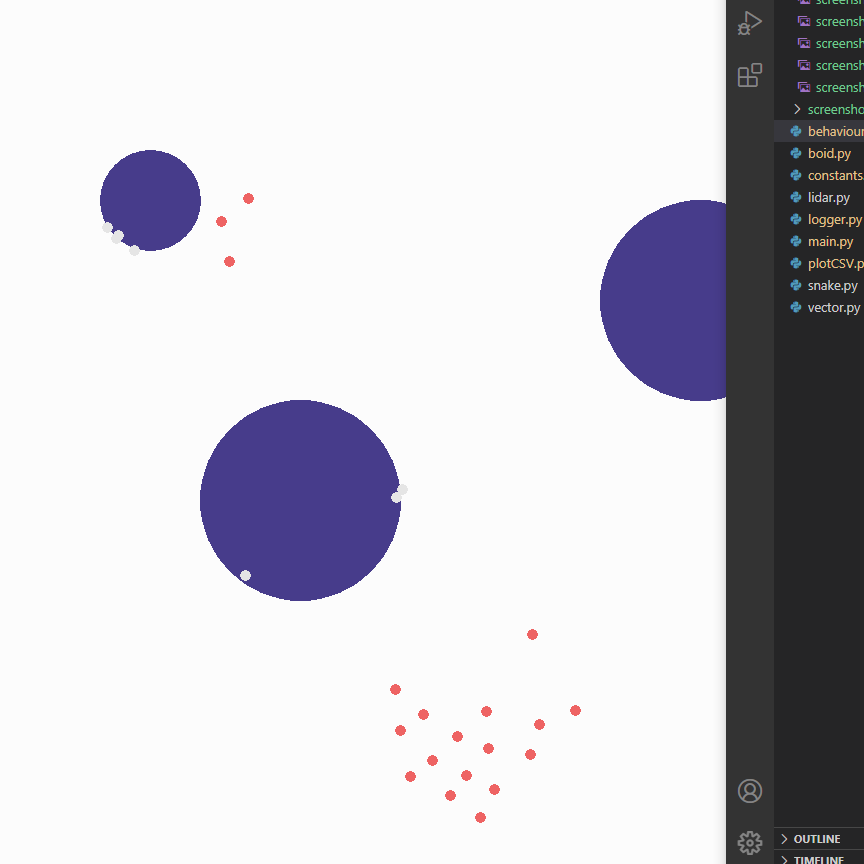 screensh
screensh
screensh
screensh
screensh
screensho
behaviour
boid.py
constants.
lidar.py
logger.py
main.py
plotCSV.p
snake.py
vector.py
OUTLINE
TIMELINE